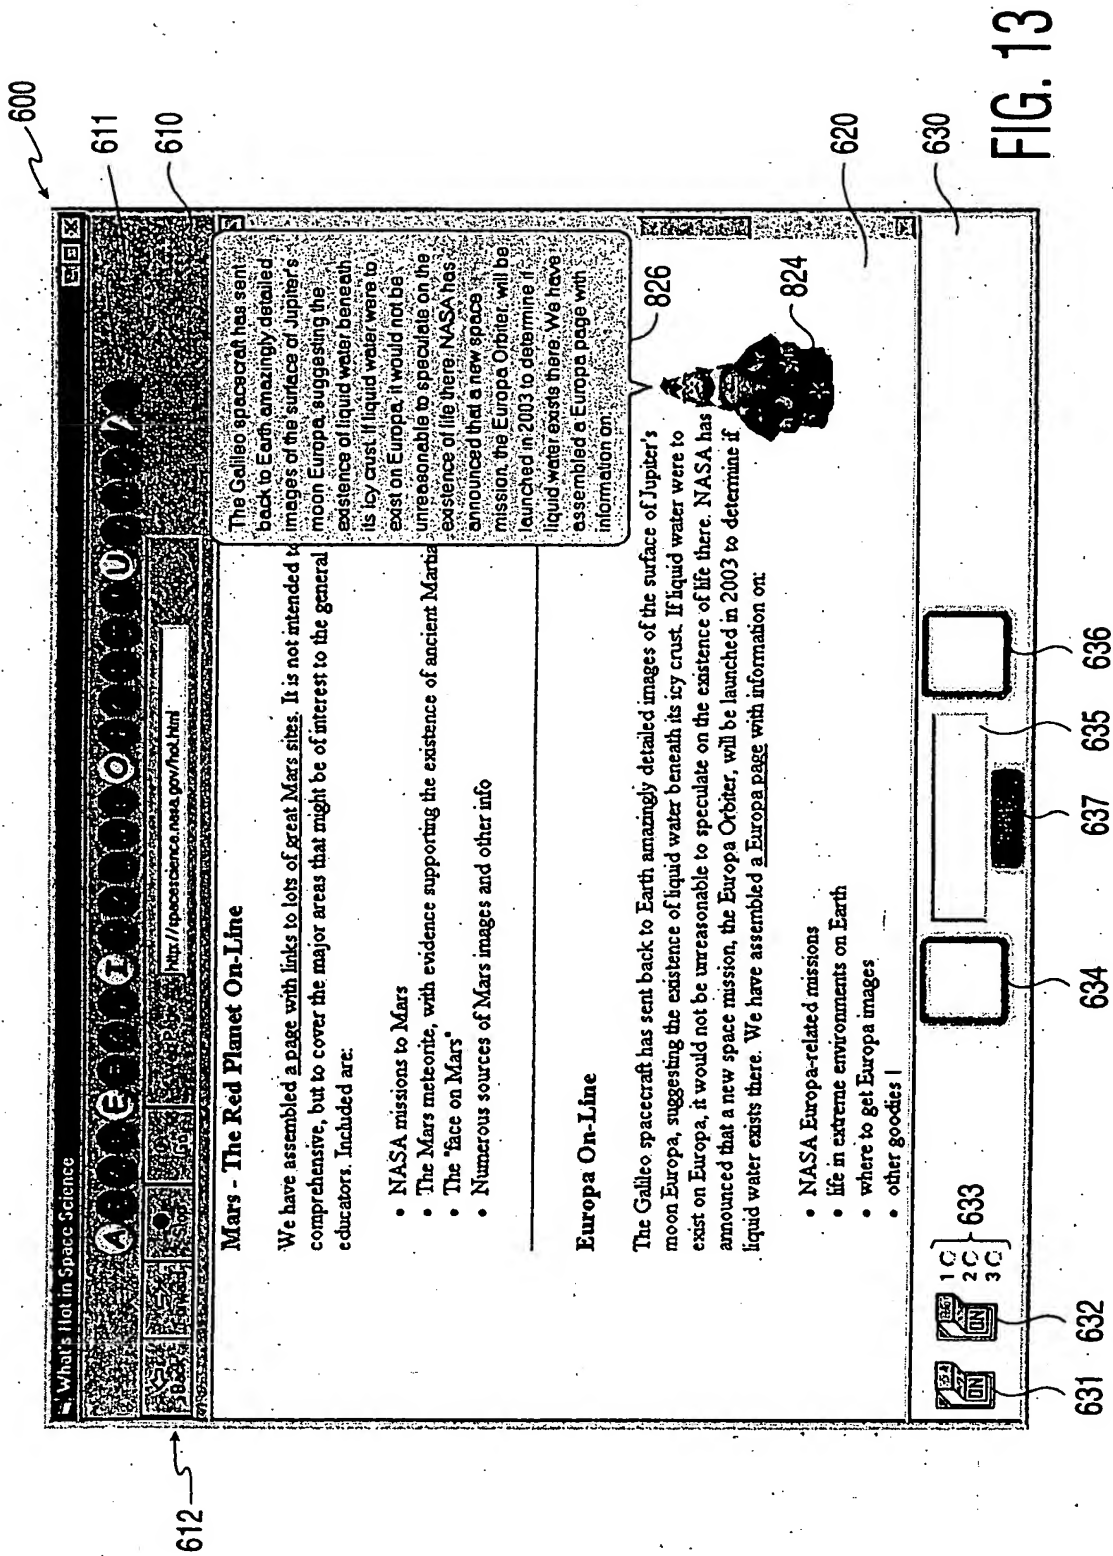 600
What's Hot in Space Science
611
A E I O U
612
Back
Stop
http://spacescience.nasa.gov/hot.html
610
Mars - The Red Planet On-Line
We have assembled a page with links to lots of great Mars sites. It is not intended to
comprehensive, but to cover the major areas that might be of interest to the general
educators. Included are:
• NASA missions to Mars
• The Mars meteorite, with evidence supporting the existence of ancient Martia
• The "face on Mars"
• Numerous sources of Mars images and other info
The Galileo spacecraft has sent
back to Earth amazingly detailed
images of the surface of Jupiter's
moon Europa, suggesting the
existence of liquid water beneath
its icy crust. If liquid water were to
exist on Europa, it would not be
unreasonable to speculate on the
existence of life there. NASA has
announced that a new space
mission, the Europa Orbiter, will be
launched in 2003 to determine if
liquid water exists there. We have
assembled a Europa page with
information on:
826
824
Europa On-Line
The Galileo spacecraft has sent back to Earth amazingly detailed images of the surface of Jupiter's
moon Europa, suggesting the existence of liquid water beneath its icy crust. If liquid water were to
exist on Europa, it would not be unreasonable to speculate on the existence of life there. NASA has
announced that a new space mission, the Europa Orbiter, will be launched in 2003 to determine if
liquid water exists there. We have assembled a Europa page with information on:
620
• NASA Europa-related missions
• life in extreme environments on Earth
• where to get Europa images
• other goodies!
630
ON
ON
1
2
3
633
631
632
634
637
635
636
FIG. 13